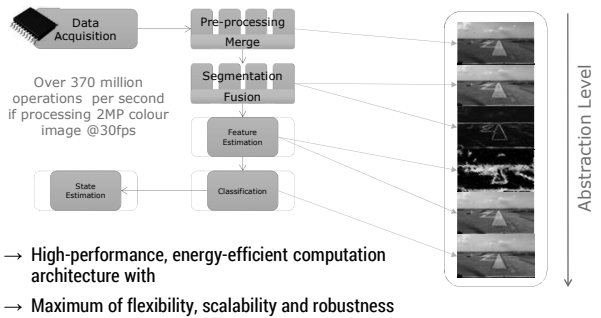 Data
Acquisition
Pre-processing
Merge
Segmentation
Fusion
Over 370 million
operations per second
if processing 2MP colour
image @30fps
Feature
Estimation
State
Estimation
Classification
Abstraction Level
→ High-performance, energy-efficient computation
architecture with
→ Maximum of flexibility, scalability and robustness